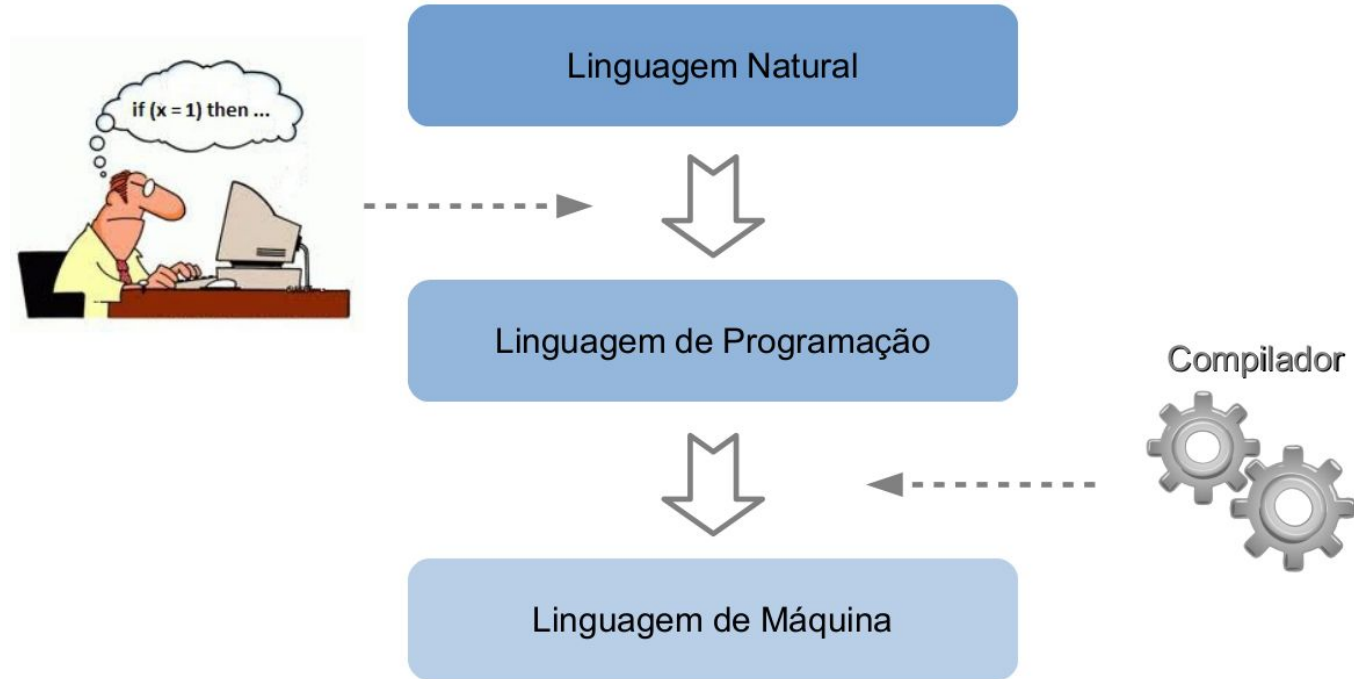 Linguagem Natural
if (x = 1) then ...
Linguagem de Programação
Compilador
Linguagem de Máquina